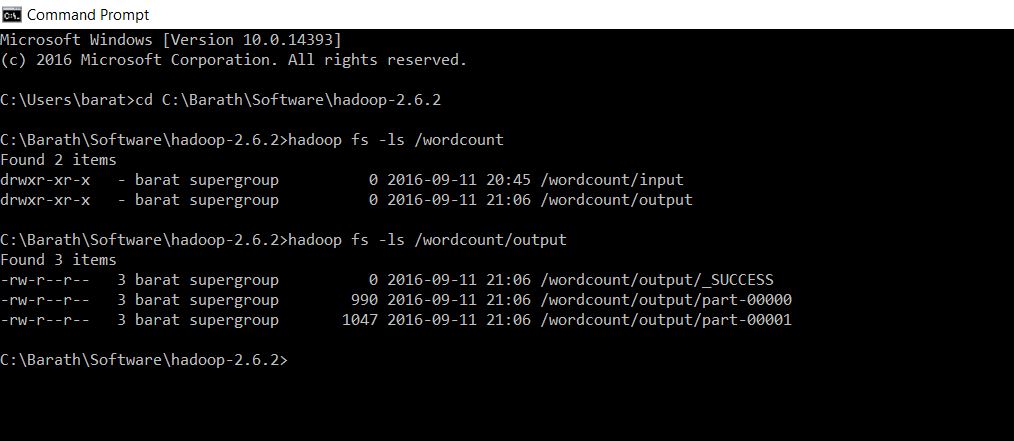 Command Prompt
Microsoft Windows [Version 10.0.14393]
(c) 2016 Microsoft Corporation. All rights reserved.
C:\Users\barat>cd C:\Barath\Software\hadoop-2.6.2
C:\Barath\Software\hadoop-2.6.2>hadoop fs -ls /wordcount
Found 2 items
drwxr-xr-x   - barat supergroup          0 2016-09-11 20:45 /wordcount/input
drwxr-xr-x   - barat supergroup          0 2016-09-11 21:06 /wordcount/output
C:\Barath\Software\hadoop-2.6.2>hadoop fs -ls /wordcount/output
Found 3 items
-rw-r--r--   3 barat supergroup          0 2016-09-11 21:06 /wordcount/output/_SUCCESS
-rw-r--r--   3 barat supergroup        990 2016-09-11 21:06 /wordcount/output/part-00000
-rw-r--r--   3 barat supergroup       1047 2016-09-11 21:06 /wordcount/output/part-00001
C:\Barath\Software\hadoop-2.6.2>